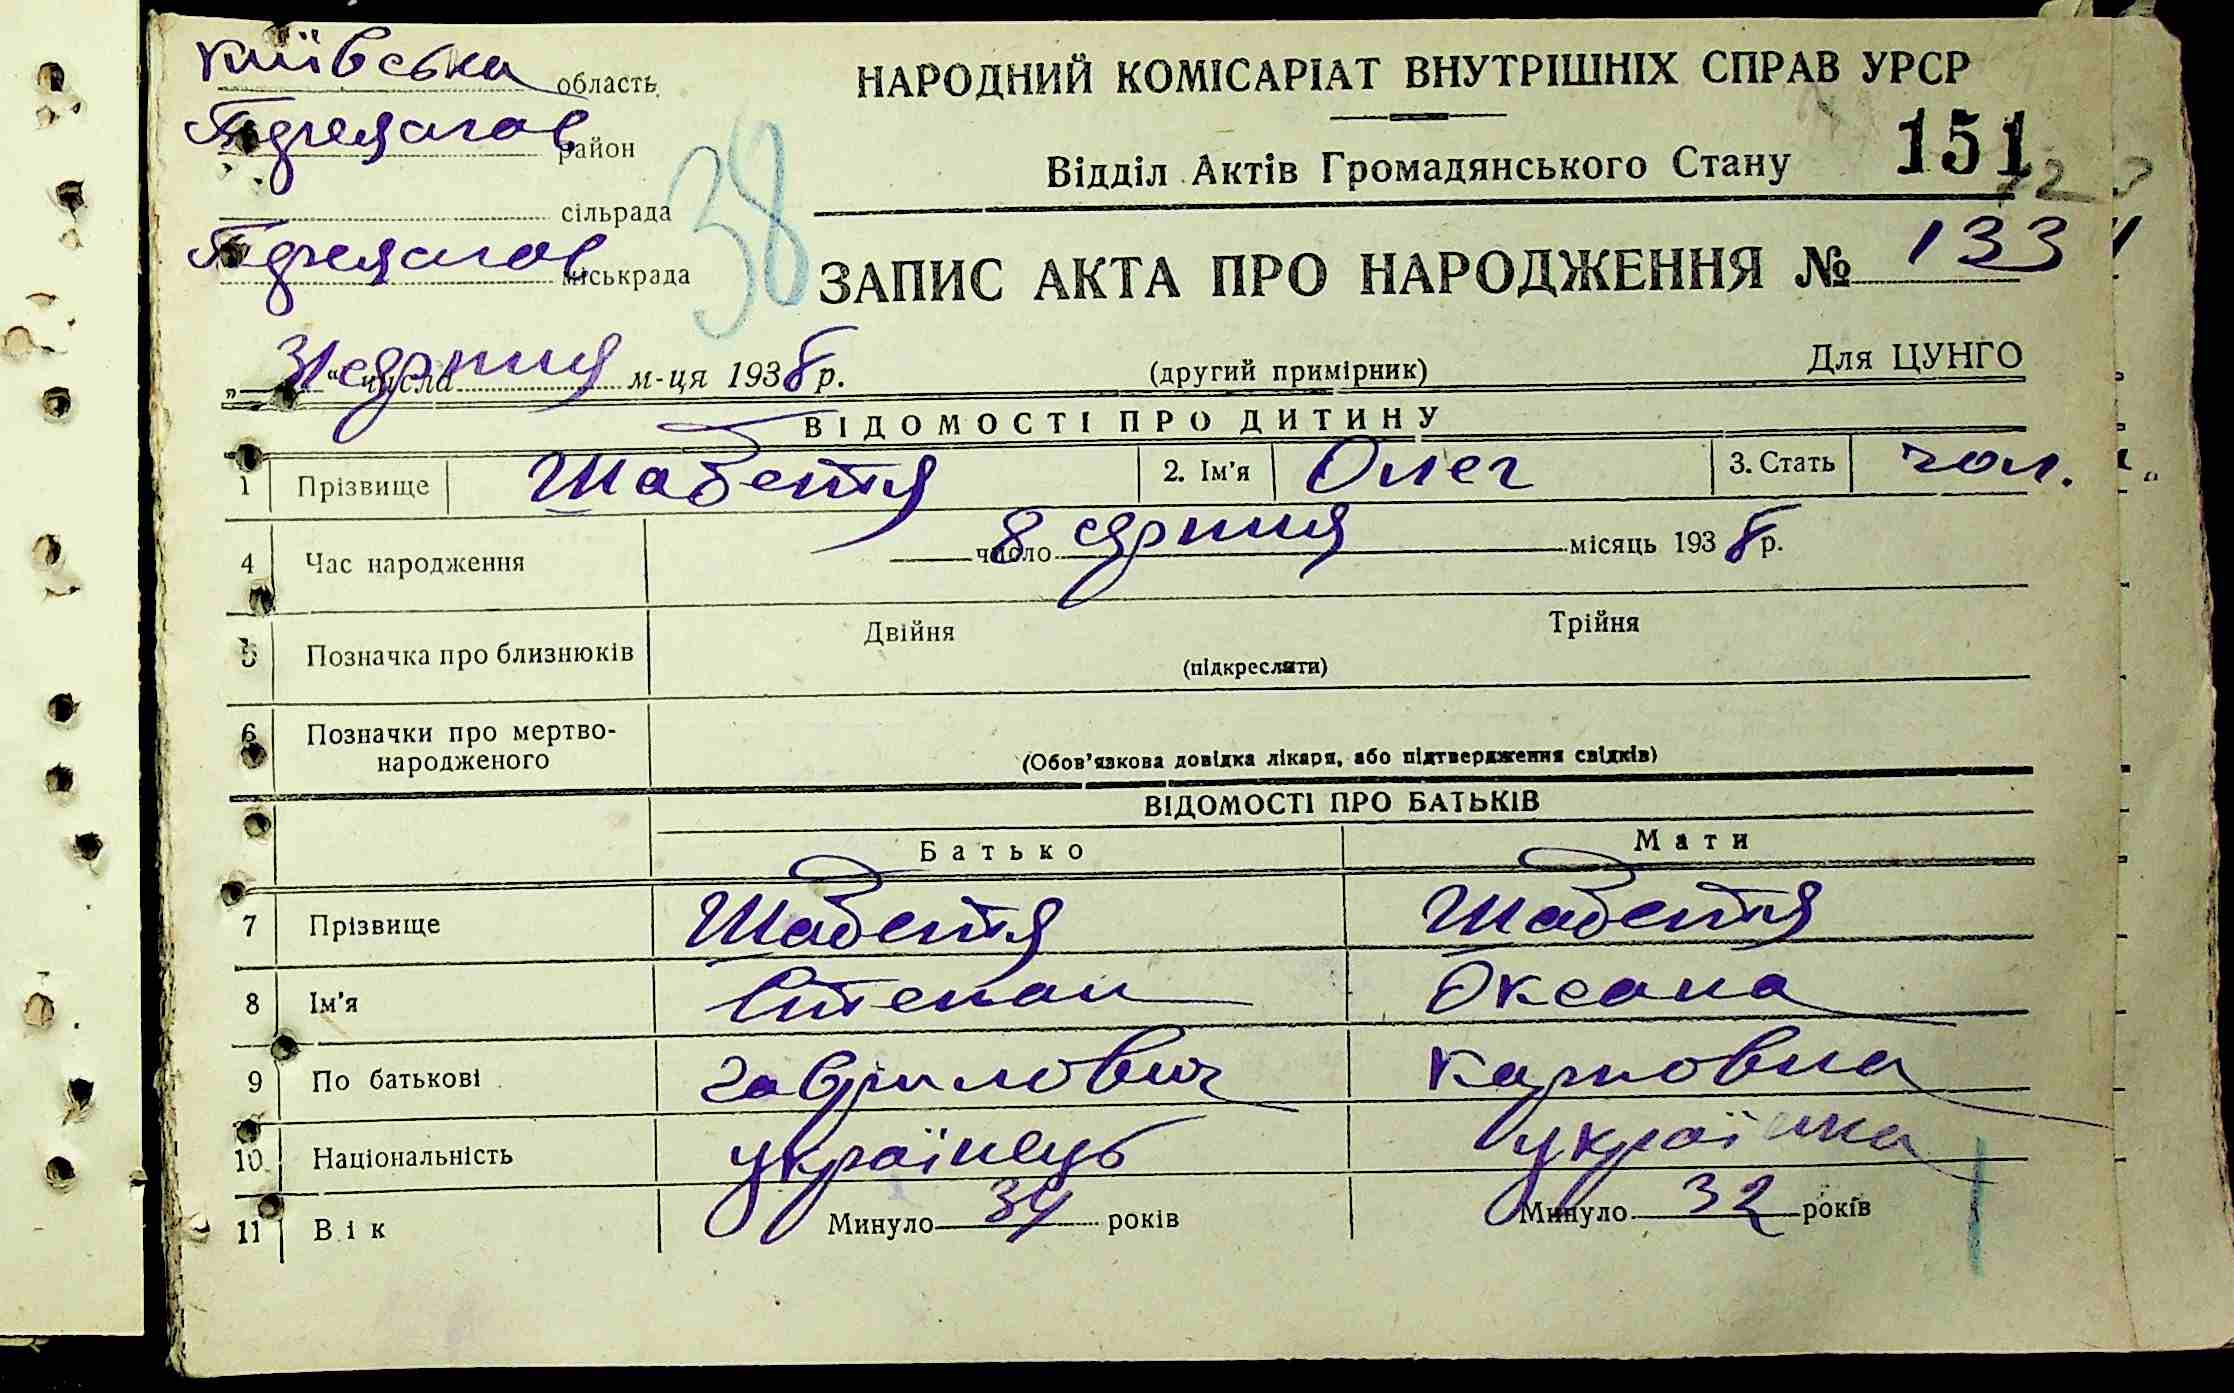 Київська область
район
НАРОДНИЙ КОМІСАРІАТ ВНУТРІШНІХ СПРАВ УРСР
Відділ Актів Громадянського Стану 151
сільрада
міськрада
38
ЗАПИС АКТА ПРО НАРОДЖЕННЯ № 133
„31“ числа серпня м-ця 1938 р. (другий примірник) Для ЦУНГО
ВІДОМОСТІ ПРО ДИТИНУ
1 Прізвище Шабельтя 2. Ім'я Олег 3. Стать чол.
4 Час народження 8 число серпня місяць 1938 р.
5 Позначка про близнюків Двійня Трійня
(підкреслити)
6 Позначки про мертво-
народженого (Обов'язкова довідка лікаря, або підтвердження свідків)
ВІДОМОСТІ ПРО БАТЬКІВ
Батько Мати
7 Прізвище
8 Ім'я Степан Оксана
9 По батькові Гаврилович Карповна
10 Національність українець українка
11 Вік Минуло 34 років Минуло 32 років